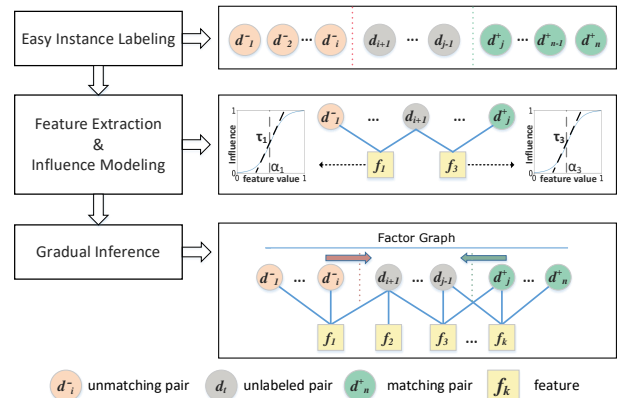 Easy Instance Labeling
d⁻₁ d⁻₂ ... d⁻ᵢ dᵢ₊₁ ... dⱼ₋₁ d⁺ⱼ ... d⁺ₙ₋₁ d⁺ₙ
Feature Extraction
&
Influence Modeling
1
Influence
τ₁
α₁
0
feature value
1
d⁻₁ ... dᵢ₊₁ ... d⁺ⱼ
f₁ f₃
1
Influence
τ₃
α₃
0
feature value
1
Gradual Inference
Factor Graph
d⁻₁ ... d⁻ᵢ dᵢ₊₁ ... dⱼ₋₁ d⁺ⱼ ... d⁺ₙ
f₁ f₂ f₃ ... fₖ
d⁻ᵢ unmatching pair dₜ unlabeled pair d⁺ₙ matching pair fₖ feature